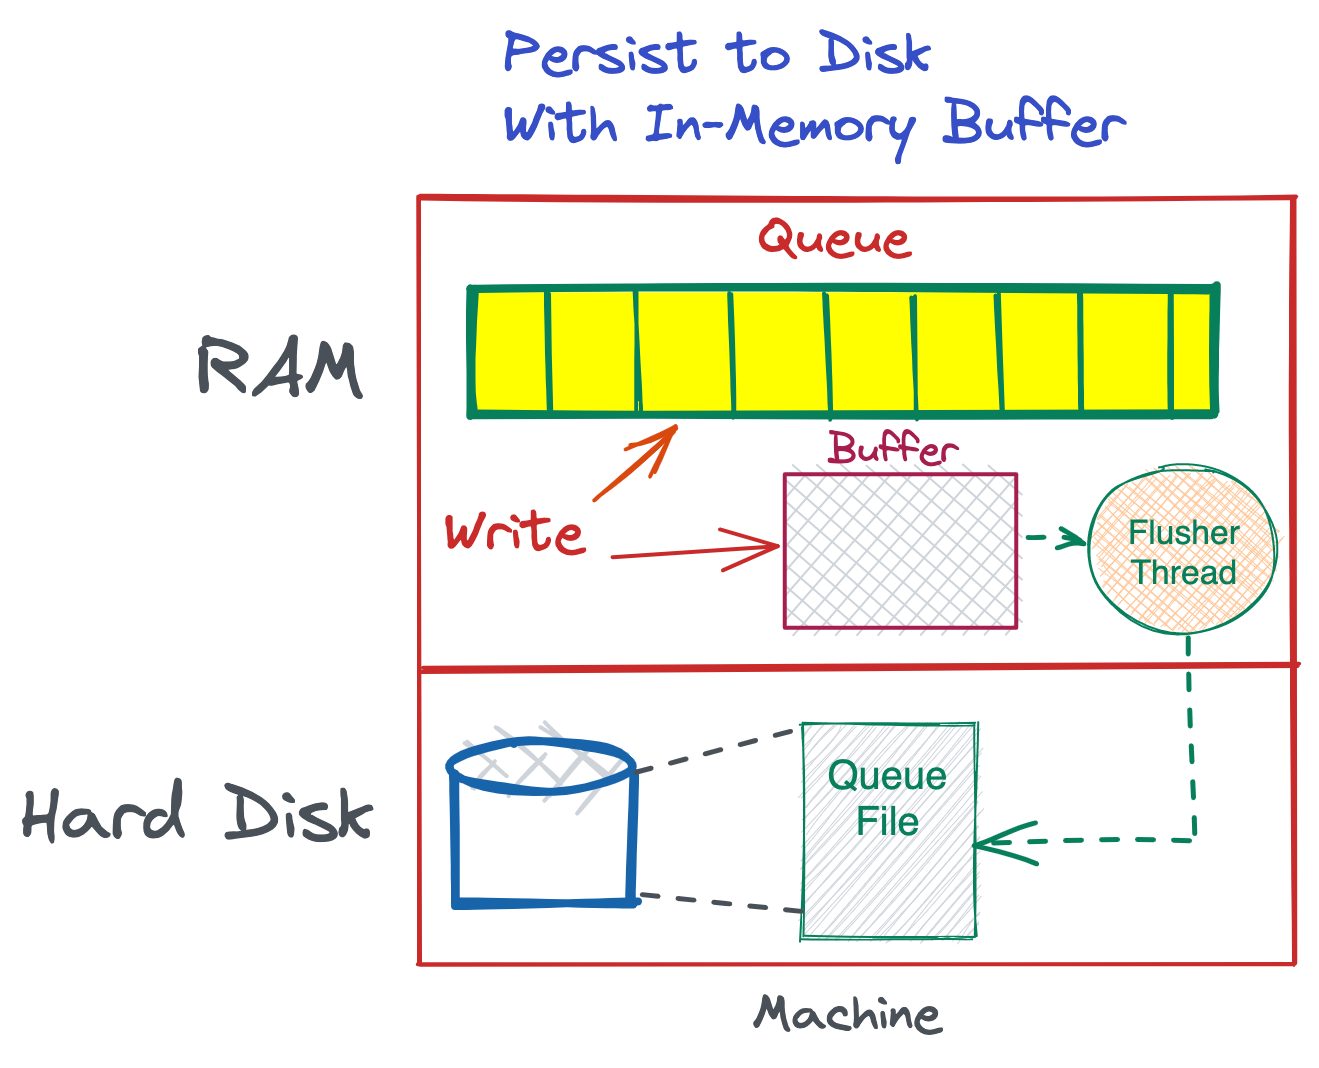 Persist to Disk
With In-Memory Buffer
Queue
RAM
Buffer
Write
Flusher
Thread
Queue
File
Hard Disk
Machine